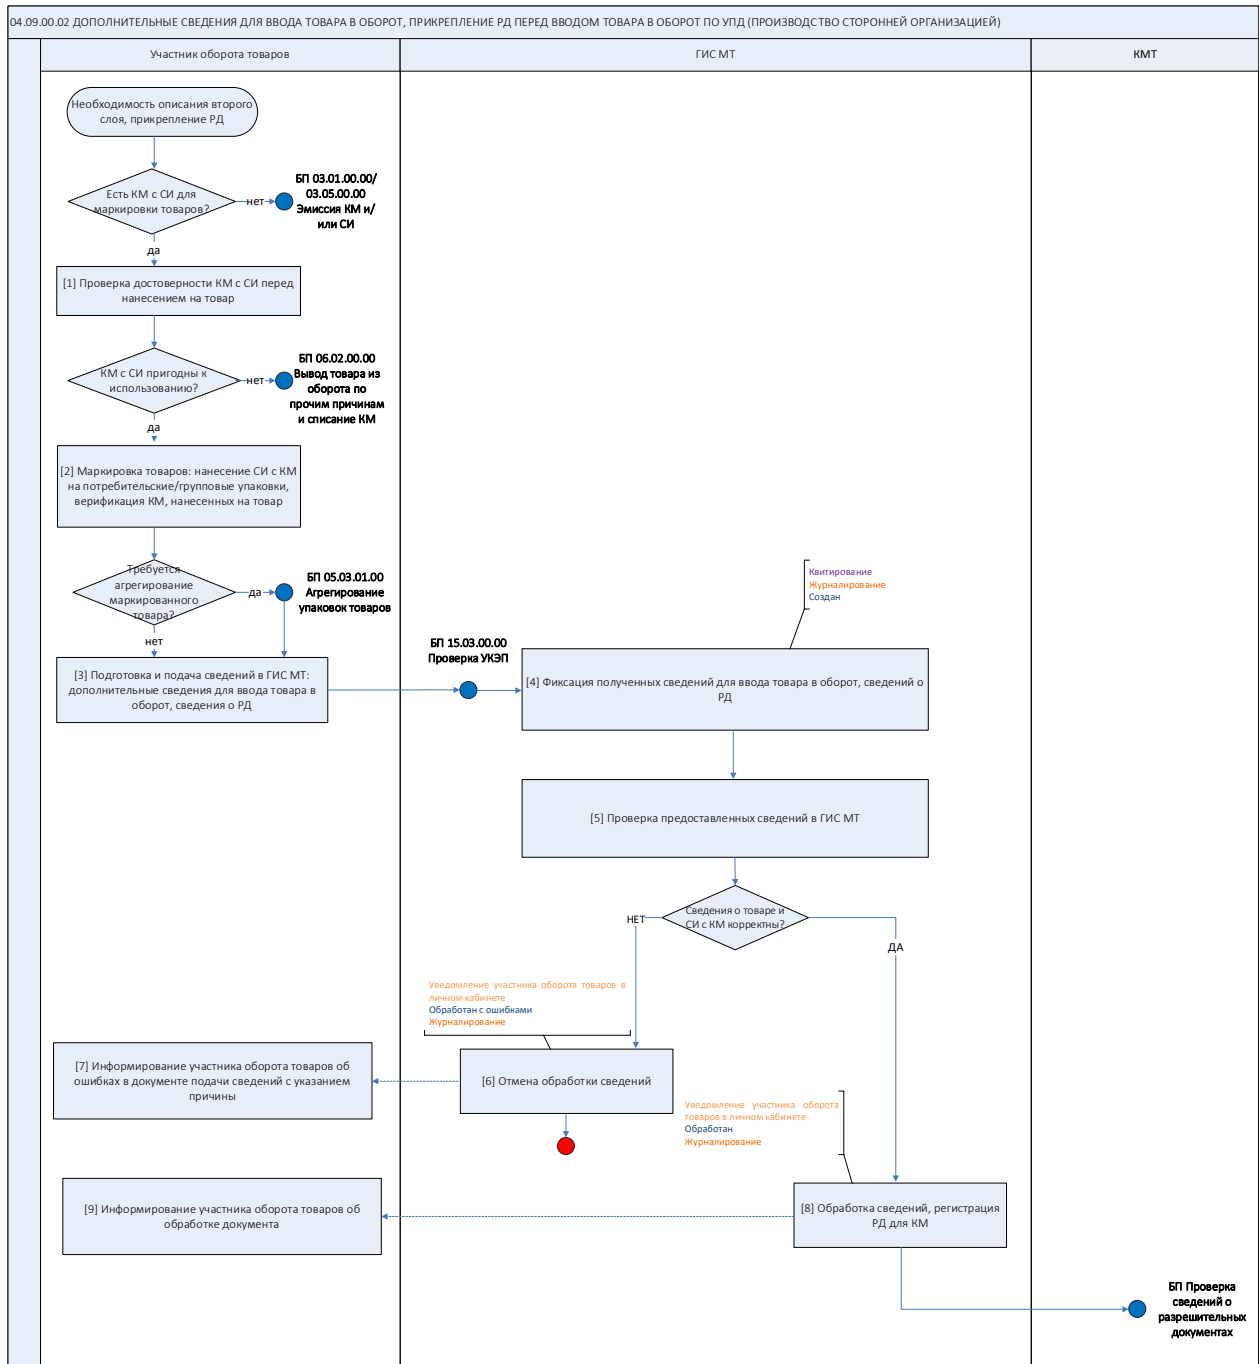 04.09.00.02 ДОПОЛНИТЕЛЬНЫЕ СВЕДЕНИЯ ДЛЯ ВВОДА ТОВАРА В ОБОРОТ, ПРИКРЕПЛЕНИЕ РД ПЕРЕД ВВОДОМ ТОВАРА В ОБОРОТ ПО УПД (ПРОИЗВОДСТВО СТОРОННЕЙ ОРГАНИЗАЦИЕЙ)
Участник оборота товаров
ГИС МТ
КМТ
Необходимость описания второго
слоя, прикрепление РД
Есть КМ с СИ для
маркировки товаров?
нет
БП 03.01.00.00/
03.05.00.00
Эмиссия КМ и/
или СИ
да
[1] Проверка достоверности КМ с СИ перед
нанесением на товар
КМ с СИ пригодны к
использованию?
нет
БП 06.02.00.00
Вывод товара из
оборота по
прочим причинам
и списание КМ
да
[2] Маркировка товаров: нанесение СИ с КМ
на потребительские/групповые упаковки,
верификация КМ, нанесенных на товар
Требуется
агрегирование
маркированного
товара?
да
БП 05.03.01.00
Агрегирование
упаковок товаров
нет
[3] Подготовка и подача сведений в ГИС МТ:
дополнительные сведения для ввода товара в
оборот, сведения о РД
БП 15.03.00.00
Проверка УКЭП
Квитирование
Журналирование
Создан
[4] Фиксация полученных сведений для ввода товара в оборот, сведений о
РД
[5] Проверка предоставленных сведений в ГИС МТ
Сведения о товаре и
СИ с КМ корректны?
НЕТ
ДА
Уведомление участника оборота товаров в
личном кабинете
Обработан с ошибками
Журналирование
[6] Отмена обработки сведений
[7] Информирование участника оборота товаров об
ошибках в документе подачи сведений с указанием
причины
Уведомление участника оборота
товаров в личном кабинете
Обработан
Журналирование
[8] Обработка сведений, регистрация
РД для КМ
[9] Информирование участника оборота товаров об
обработке документа
БП Проверка
сведений о
разрешительных
документах